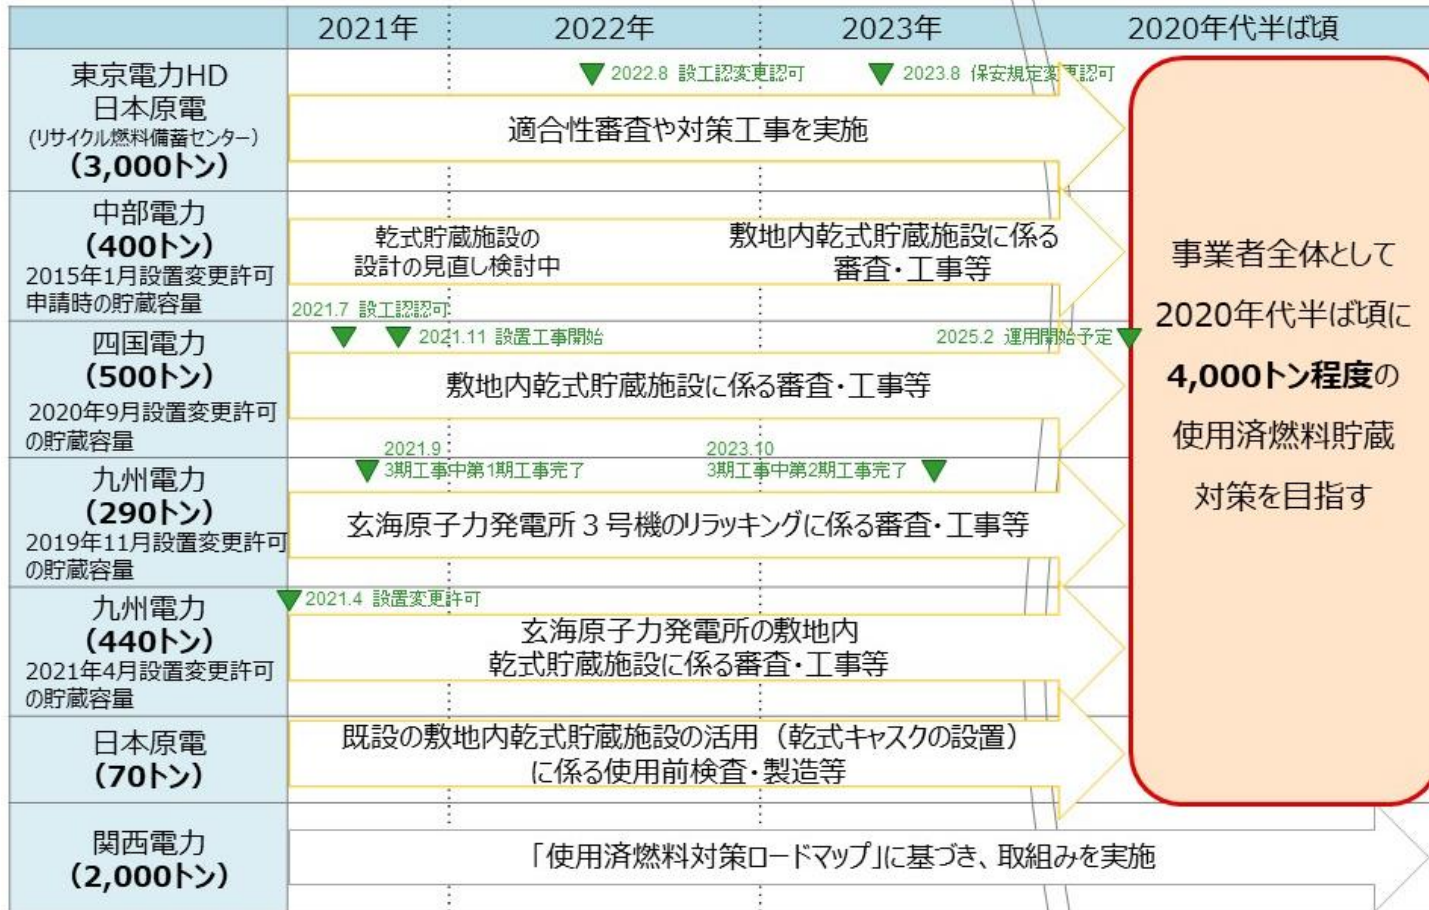 2021年
2022年
2023年
2020年代半ば頃
東京電力HD
日本原電
(リサイクル燃料備蓄センター)
(3,000トン)
2022.8 設工認変更認可
2023.8 保安規定変更認可
適合性審査や対策工事を実施
中部電力
(400トン)
2015年1月設置変更許可
申請時の貯蔵容量
乾式貯蔵施設の
設計の見直し検討中
敷地内乾式貯蔵施設に係る
審査・工事等
四国電力
(500トン)
2020年9月設置変更許可
の貯蔵容量
2021.7 設工認認可
2021.11 設置工事開始
2025.2 運用開始予定
敷地内乾式貯蔵施設に係る審査・工事等
九州電力
(290トン)
2019年11月設置変更許可
の貯蔵容量
2021.9
3期工事中第1期工事完了
2023.10
3期工事中第2期工事完了
玄海原子力発電所３号機のリラッキングに係る審査・工事等
九州電力
(440トン)
2021年4月設置変更許可
の貯蔵容量
2021.4 設置変更許可
玄海原子力発電所の敷地内
乾式貯蔵施設に係る審査・工事等
日本原電
(70トン)
既設の敷地内乾式貯蔵施設の活用（乾式キャスクの設置）
に係る使用前検査・製造等
関西電力
(2,000トン)
「使用済燃料対策ロードマップ」に基づき、取組みを実施
事業者全体として
2020年代半ば頃に
4,000トン程度の
使用済燃料貯蔵
対策を目指す